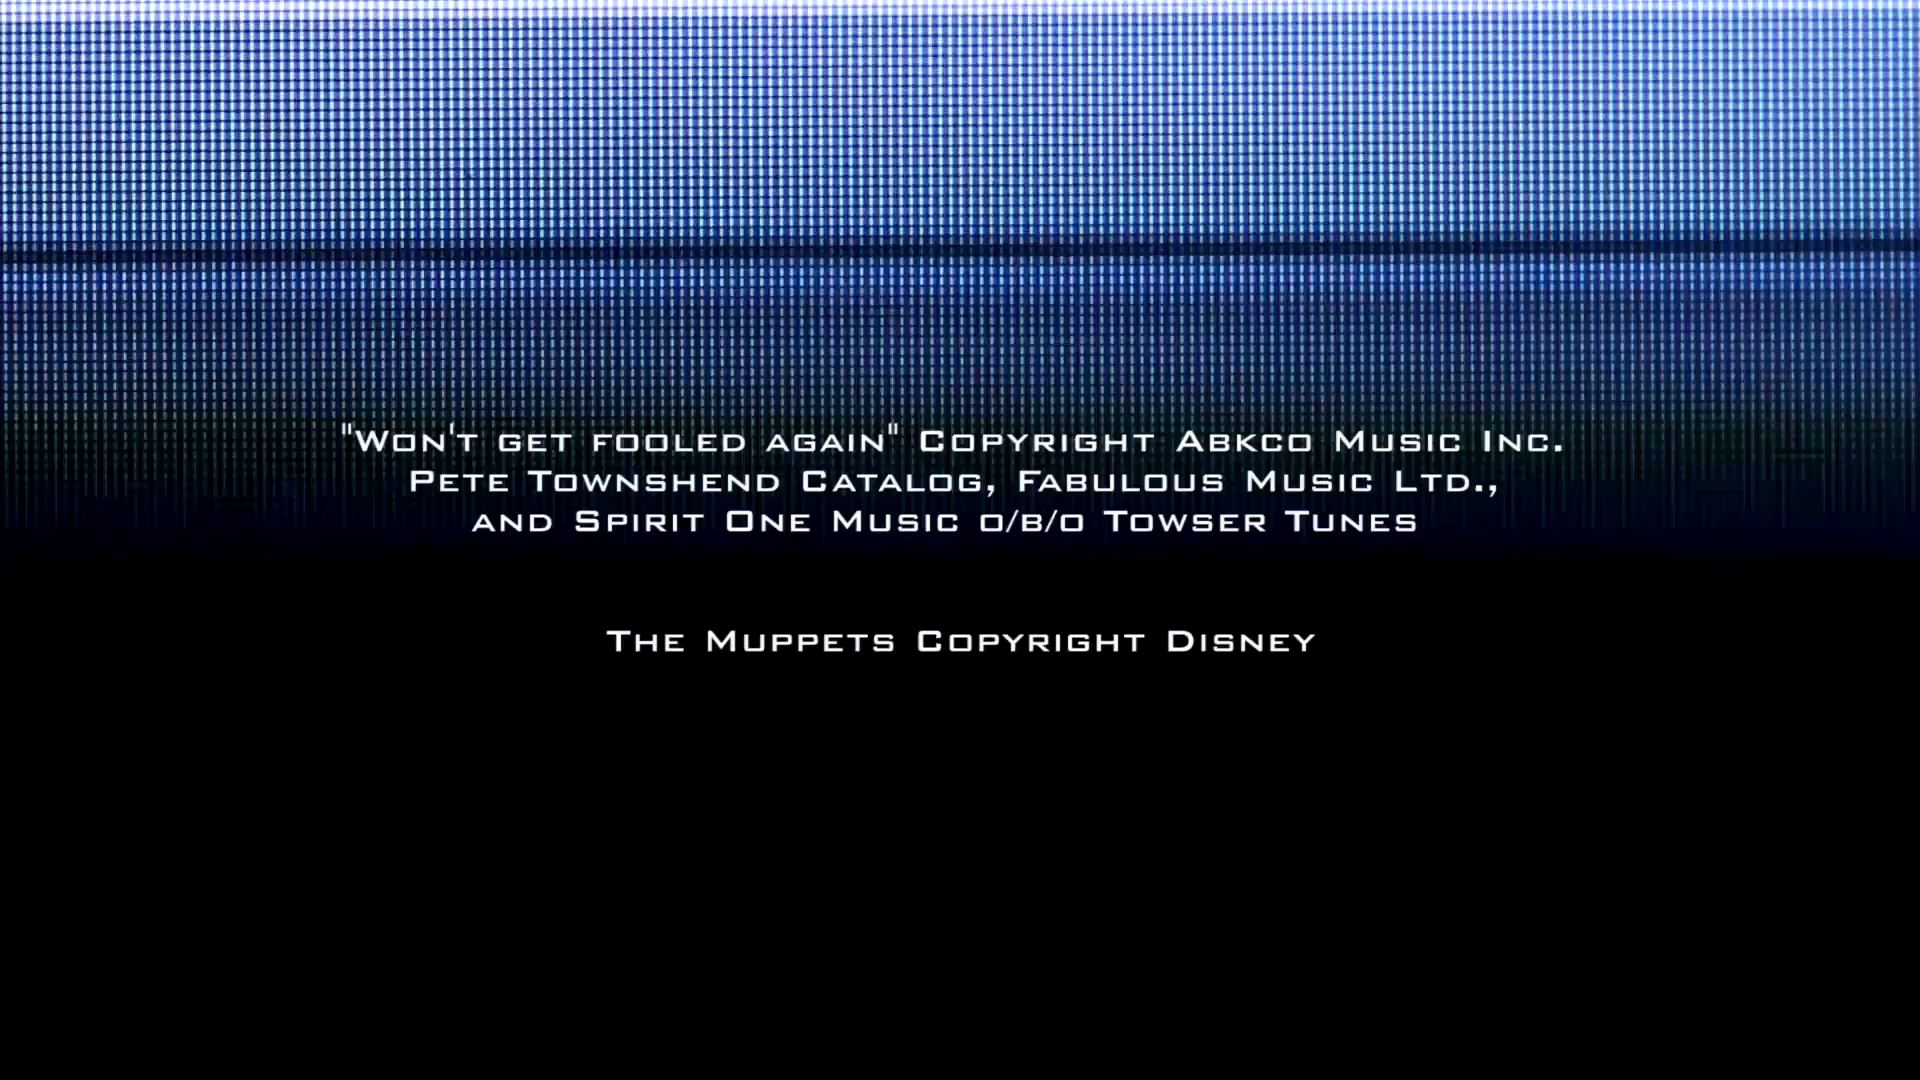 "Won't get fooled again" Copyright Abkco Music Inc.
Pete Townshend Catalog, Fabulous Music Ltd.,
and Spirit One Music o/b/o Towser Tunes
The Muppets Copyright Disney